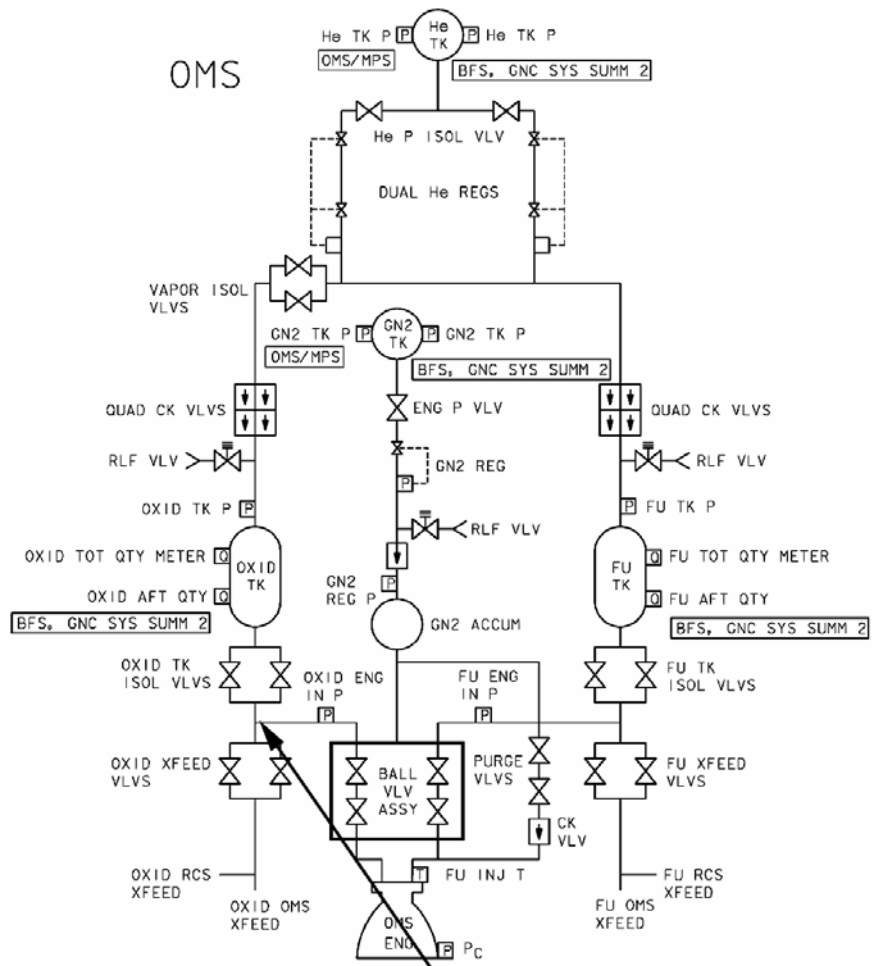 OMS
He TK P
P
He
TK
P
He TK P
OMS/MPS
BFS, GNC SYS SUMM 2
He P ISOL VLV
DUAL He REGS
VAPOR ISOL
VLVS
GN2 TK P
P
GN2
TK
P
GN2 TK P
OMS/MPS
BFS, GNC SYS SUMM 2
QUAD CK VLVS
ENG P VLV
QUAD CK VLVS
RLF VLV
GN2 REG
P
RLF VLV
OXID TK P
P
RLF VLV
P
FU TK P
OXID TOT QTY METER
Q
OXID
TK
OXID AFT QTY
Q
BFS, GNC SYS SUMM 2
GN2
REG P
P
GN2 ACCUM
FU
TK
Q
FU TOT QTY METER
Q
FU AFT QTY
BFS, GNC SYS SUMM 2
OXID TK
ISOL VLVS
OXID ENG
IN P
P
FU ENG
IN P
P
FU TK
ISOL VLVS
OXID XFEED
VLVS
BALL
VLV
ASSY
PURGE
VLVS
FU XFEED
VLVS
CK
VLV
OXID RCS
XFEED
OXID OMS
XFEED
T
FU INJ T
OMS
ENG
P
PC
FU RCS
XFEED
FU OMS
XFEED